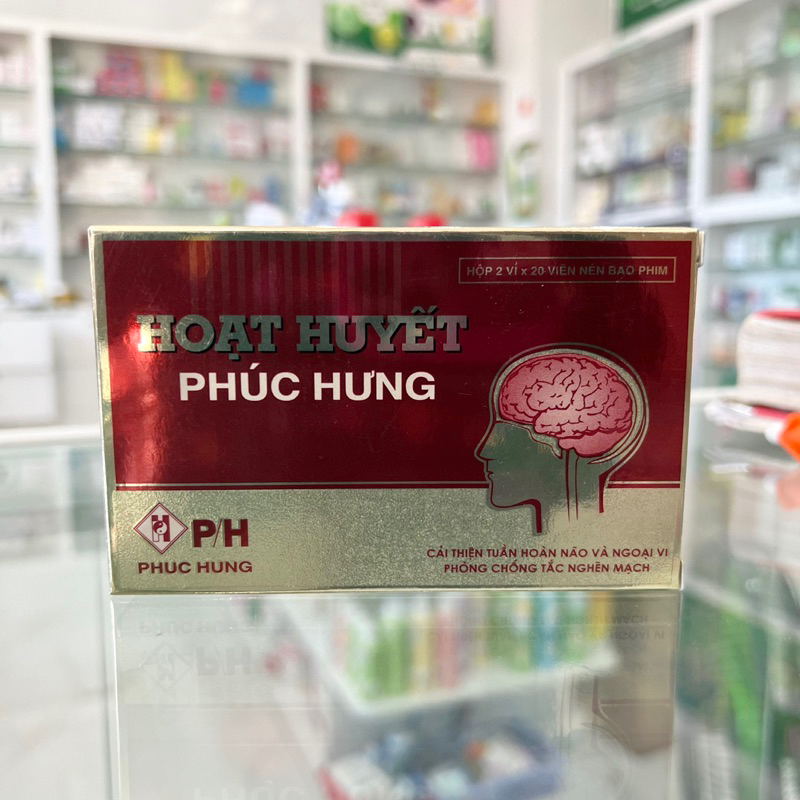 HỘP 2 VỈ x 20 VIÊN NÉN BAO PHIM
HOẠT HUYẾT
PHÚC HƯNG
P/H
PHUC HUNG
CẢI THIỆN TUẦN HOÀN NÃO VÀ NGOẠI VI
PHÒNG CHỐNG TẮC NGHẼN MẠCH